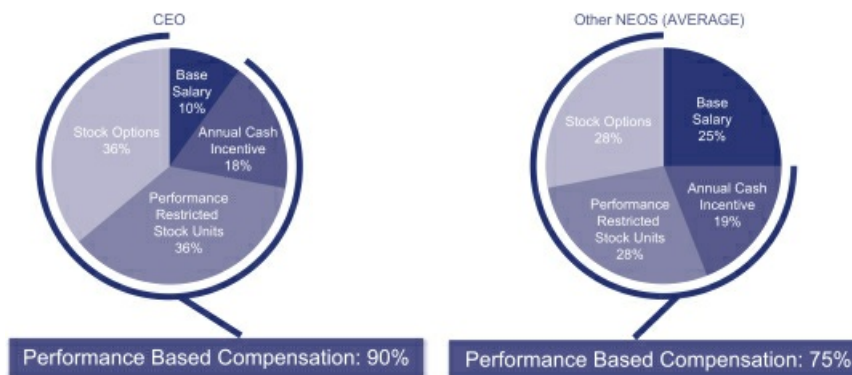 CEO
Base
Salary
10%
Annual Cash
Incentive
18%
Performance
Restricted
Stock Units
36%
Stock Options
36%
Performance Based Compensation: 90%
Other NEOS (AVERAGE)
Base
Salary
25%
Annual Cash
Incentive
19%
Performance
Restricted
Stock Units
28%
Stock Options
28%
Performance Based Compensation: 75%